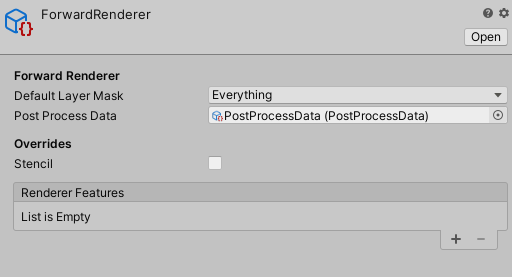 ForwardRenderer
Open
Forward Renderer
Default Layer Mask Everything
Post Process Data PostProcessData (PostProcessData)
Overrides
Stencil
Renderer Features
List is Empty